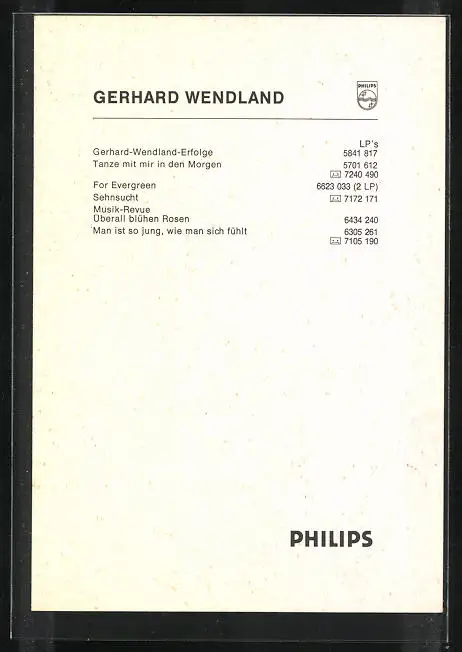 PHILIPS
GERHARD WENDLAND
LP's
Gerhard-Wendland-Erfolge 5841 817
Tanze mit mir in den Morgen 5701 612
7240 490
For Evergreen 6623 033 (2 LP)
Sehnsucht 7172 171
Musik-Revue
Überall blühen Rosen 6434 240
Man ist so jung, wie man sich fühlt 6305 261
7105 190
PHILIPS